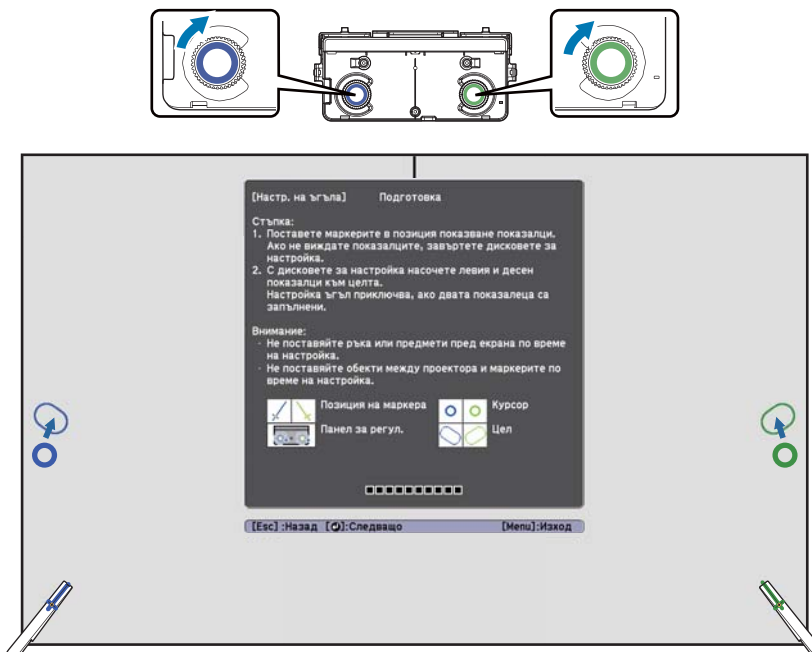 [Настр. на ъгъла] Подготовка
Стъпка:
1. Поставете маркерите в позиция показване показалци.
Ако не виждате показалците, завъртете дисковете за
настройка.
2. С дисковете за настройка насочете левия и десен
показалци към целта.
Настройка ъгъл приключва, ако двата показалеца са
запълнени.
Внимание:
· Не поставяйте ръка или предмети пред екрана по време
на настройка.
· Не поставяйте обекти между проектора и маркерите по
време на настройка.
Позиция на маркера Курсор
Панел за регул. Цел
[Esc] :Назад [⏎]:Следващо [Menu]:Изход